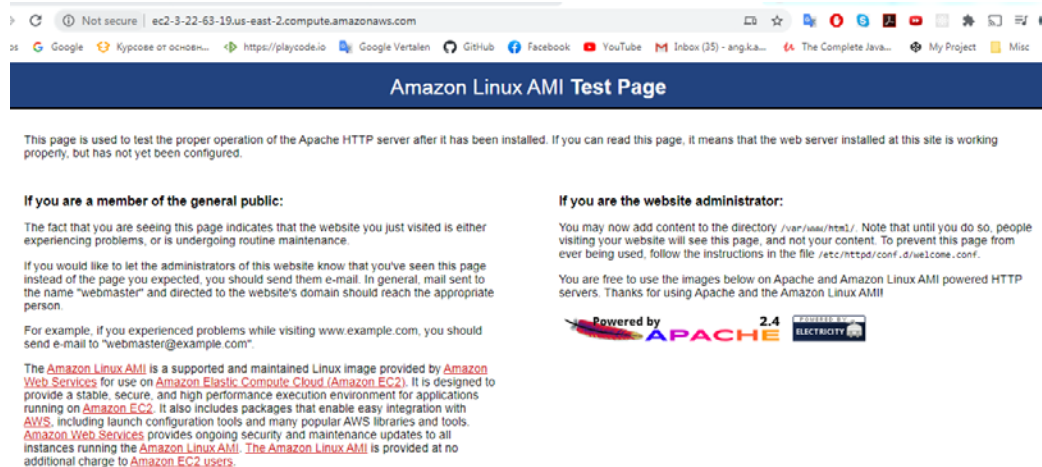 Not secure | ec2-3-22-63-19.us-east-2.compute.amazonaws.com
Google Курсове от основн... https://playcode.io Google Vertalen GitHub Facebook YouTube Inbox (35) - ang.k.a... The Complete Java... My Project Misc
Amazon Linux AMI Test Page
This page is used to test the proper operation of the Apache HTTP server after it has been installed. If you can read this page, it means that the web server installed at this site is working
properly, but has not yet been configured.
If you are a member of the general public:
The fact that you are seeing this page indicates that the website you just visited is either
experiencing problems, or is undergoing routine maintenance.
If you would like to let the administrators of this website know that you've seen this page
instead of the page you expected, you should send them e-mail. In general, mail sent to
the name "webmaster" and directed to the website's domain should reach the appropriate
person.
For example, if you experienced problems while visiting www.example.com, you should
send e-mail to "webmaster@example.com".
The Amazon Linux AMI is a supported and maintained Linux image provided by Amazon
Web Services for use on Amazon Elastic Compute Cloud (Amazon EC2). It is designed to
provide a stable, secure, and high performance execution environment for applications
running on Amazon EC2. It also includes packages that enable easy integration with
AWS, including launch configuration tools and many popular AWS libraries and tools.
Amazon Web Services provides ongoing security and maintenance updates to all
instances running the Amazon Linux AMI. The Amazon Linux AMI is provided at no
additional charge to Amazon EC2 users.
If you are the website administrator:
You may now add content to the directory /var/www/html/. Note that until you do so, people
visiting your website will see this page, and not your content. To prevent this page from
ever being used, follow the instructions in the file /etc/httpd/conf.d/welcome.conf.
You are free to use the images below on Apache and Amazon Linux AMI powered HTTP
servers. Thanks for using Apache and the Amazon Linux AMI!
Powered by 2.4
APACHE
POWERED BY
ELECTRICITY